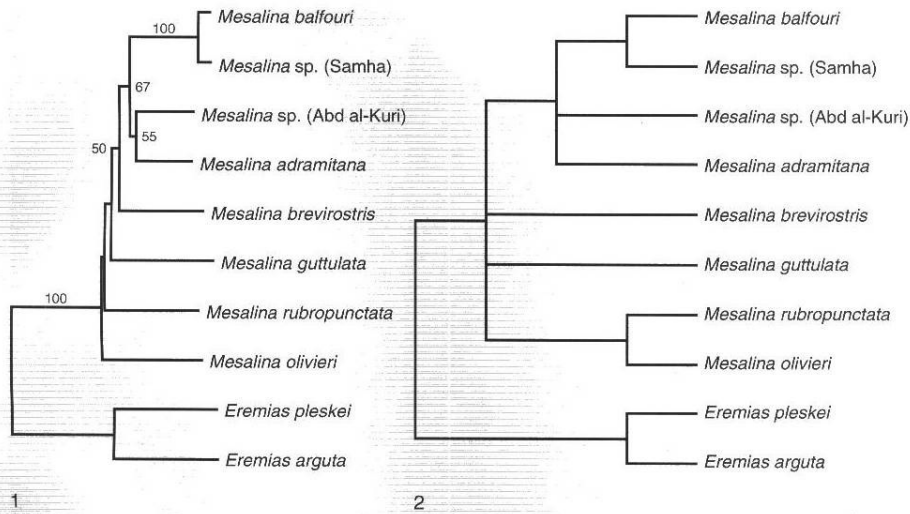 100
Mesalina balfouri
Mesalina sp. (Samha)
67
Mesalina sp. (Abd al-Kuri)
55
50
Mesalina adramitana
Mesalina brevirostris
Mesalina guttulata
100
Mesalina rubropunctata
Mesalina olivieri
Eremias pleskei
Eremias arguta
1
Mesalina balfouri
Mesalina sp. (Samha)
Mesalina sp. (Abd al-Kuri)
Mesalina adramitana
Mesalina brevirostris
Mesalina guttulata
Mesalina rubropunctata
Mesalina olivieri
Eremias pleskei
Eremias arguta
2